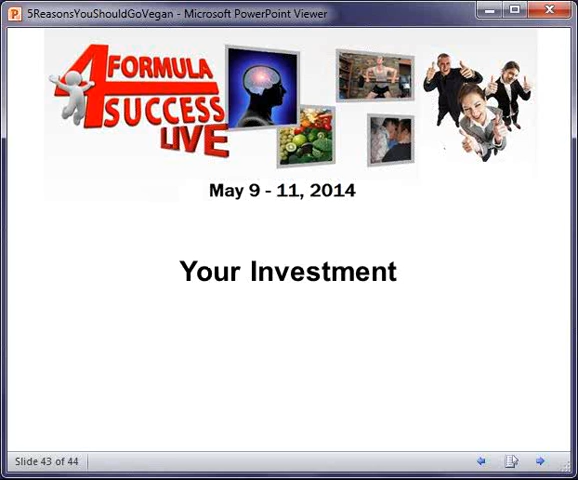 5ReasonsYouShouldGoVegan - Microsoft PowerPoint Viewer
4 FORMULA
SUCCESS
LIVE
May 9 - 11, 2014
Your Investment
Slide 43 of 44